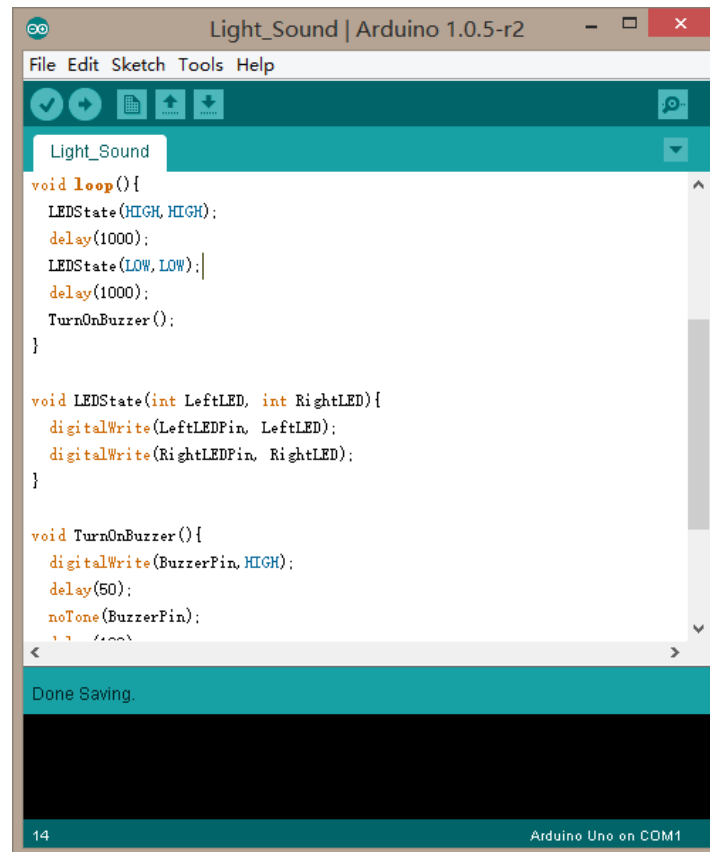 Light_Sound | Arduino 1.0.5-r2
File Edit Sketch Tools Help
Light_Sound
void loop(){
LEDState(HIGH,HIGH);
delay(1000);
LEDState(LOW,LOW);
delay(1000);
TurnOnBuzzer();
}
void LEDState(int LeftLED, int RightLED){
digitalWrite(LeftLEDPin, LeftLED);
digitalWrite(RightLEDPin, RightLED);
}
void TurnOnBuzzer(){
digitalWrite(BuzzerPin,HIGH);
delay(50);
noTone(BuzzerPin);
Done Saving.
14
Arduino Uno on COM1